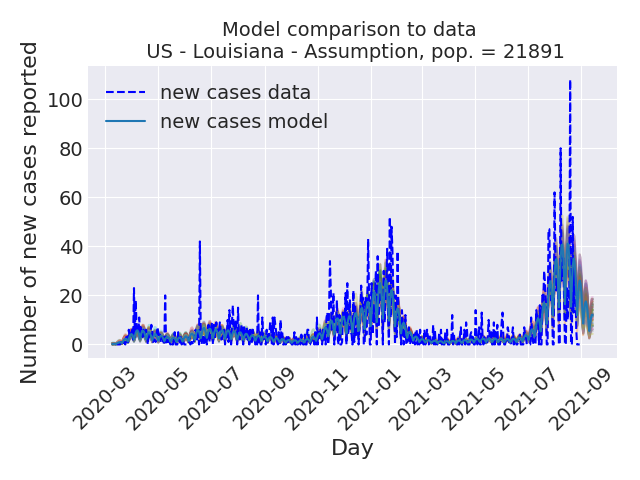 Model comparison to data
US - Louisiana - Assumption, pop. = 21891
Number of new cases reported
100
80
60
40
20
0
new cases data
new cases model
2020-03
2020-05
2020-07
2020-09
2020-11
2021-01
2021-03
2021-05
2021-07
2021-09
Day